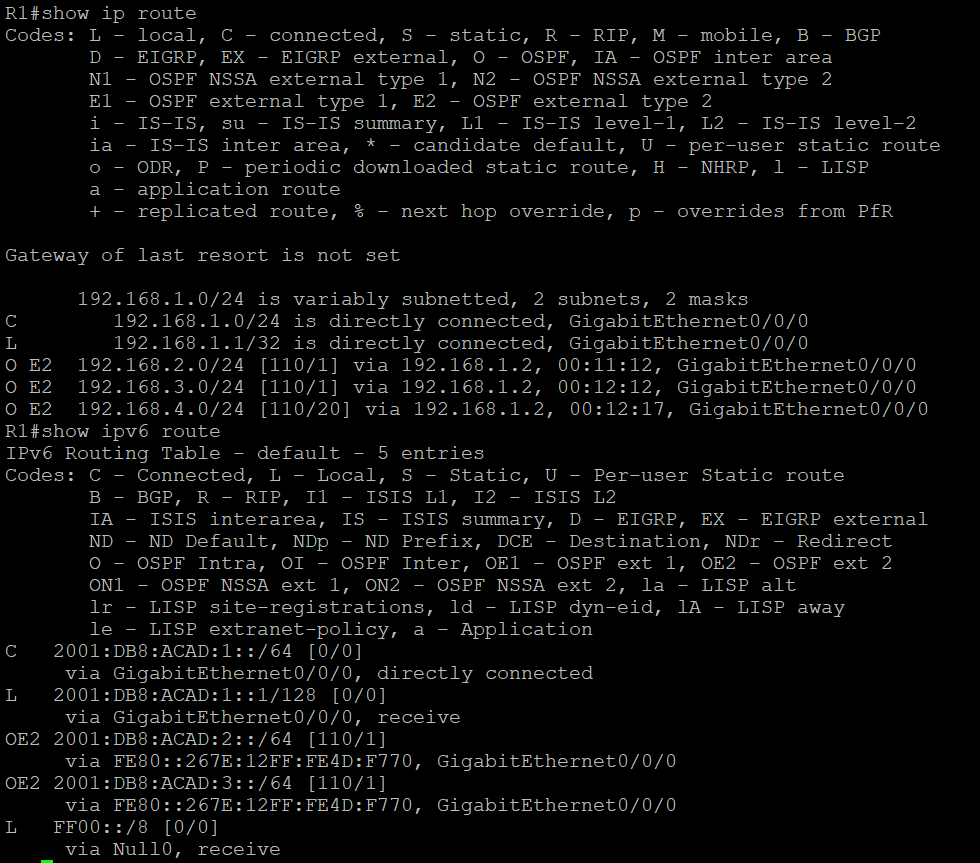 R1#show ip route
Codes: L - local, C - connected, S - static, R - RIP, M - mobile, B - BGP
       D - EIGRP, EX - EIGRP external, O - OSPF, IA - OSPF inter area
       N1 - OSPF NSSA external type 1, N2 - OSPF NSSA external type 2
       E1 - OSPF external type 1, E2 - OSPF external type 2
       i - IS-IS, su - IS-IS summary, L1 - IS-IS level-1, L2 - IS-IS level-2
       ia - IS-IS inter area, * - candidate default, U - per-user static route
       o - ODR, P - periodic downloaded static route, H - NHRP, l - LISP
       a - application route
       + - replicated route, % - next hop override, p - overrides from PfR

Gateway of last resort is not set

      192.168.1.0/24 is variably subnetted, 2 subnets, 2 masks
C        192.168.1.0/24 is directly connected, GigabitEthernet0/0/0
L        192.168.1.1/32 is directly connected, GigabitEthernet0/0/0
O E2  192.168.2.0/24 [110/1] via 192.168.1.2, 00:11:12, GigabitEthernet0/0/0
O E2  192.168.3.0/24 [110/1] via 192.168.1.2, 00:12:12, GigabitEthernet0/0/0
O E2  192.168.4.0/24 [110/20] via 192.168.1.2, 00:12:17, GigabitEthernet0/0/0
R1#show ipv6 route
IPv6 Routing Table - default - 5 entries
Codes: C - Connected, L - Local, S - Static, U - Per-user Static route
       B - BGP, R - RIP, I1 - ISIS L1, I2 - ISIS L2
       IA - ISIS interarea, IS - ISIS summary, D - EIGRP, EX - EIGRP external
       ND - ND Default, NDp - ND Prefix, DCE - Destination, NDr - Redirect
       O - OSPF Intra, OI - OSPF Inter, OE1 - OSPF ext 1, OE2 - OSPF ext 2
       ON1 - OSPF NSSA ext 1, ON2 - OSPF NSSA ext 2, la - LISP alt
       lr - LISP site-registrations, ld - LISP dyn-eid, lA - LISP away
       le - LISP extranet-policy, a - Application
C   2001:DB8:ACAD:1::/64 [0/0]
     via GigabitEthernet0/0/0, directly connected
L   2001:DB8:ACAD:1::1/128 [0/0]
     via GigabitEthernet0/0/0, receive
OE2 2001:DB8:ACAD:2::/64 [110/1]
     via FE80::267E:12FF:FE4D:F770, GigabitEthernet0/0/0
OE2 2001:DB8:ACAD:3::/64 [110/1]
     via FE80::267E:12FF:FE4D:F770, GigabitEthernet0/0/0
L   FF00::/8 [0/0]
     via Null0, receive